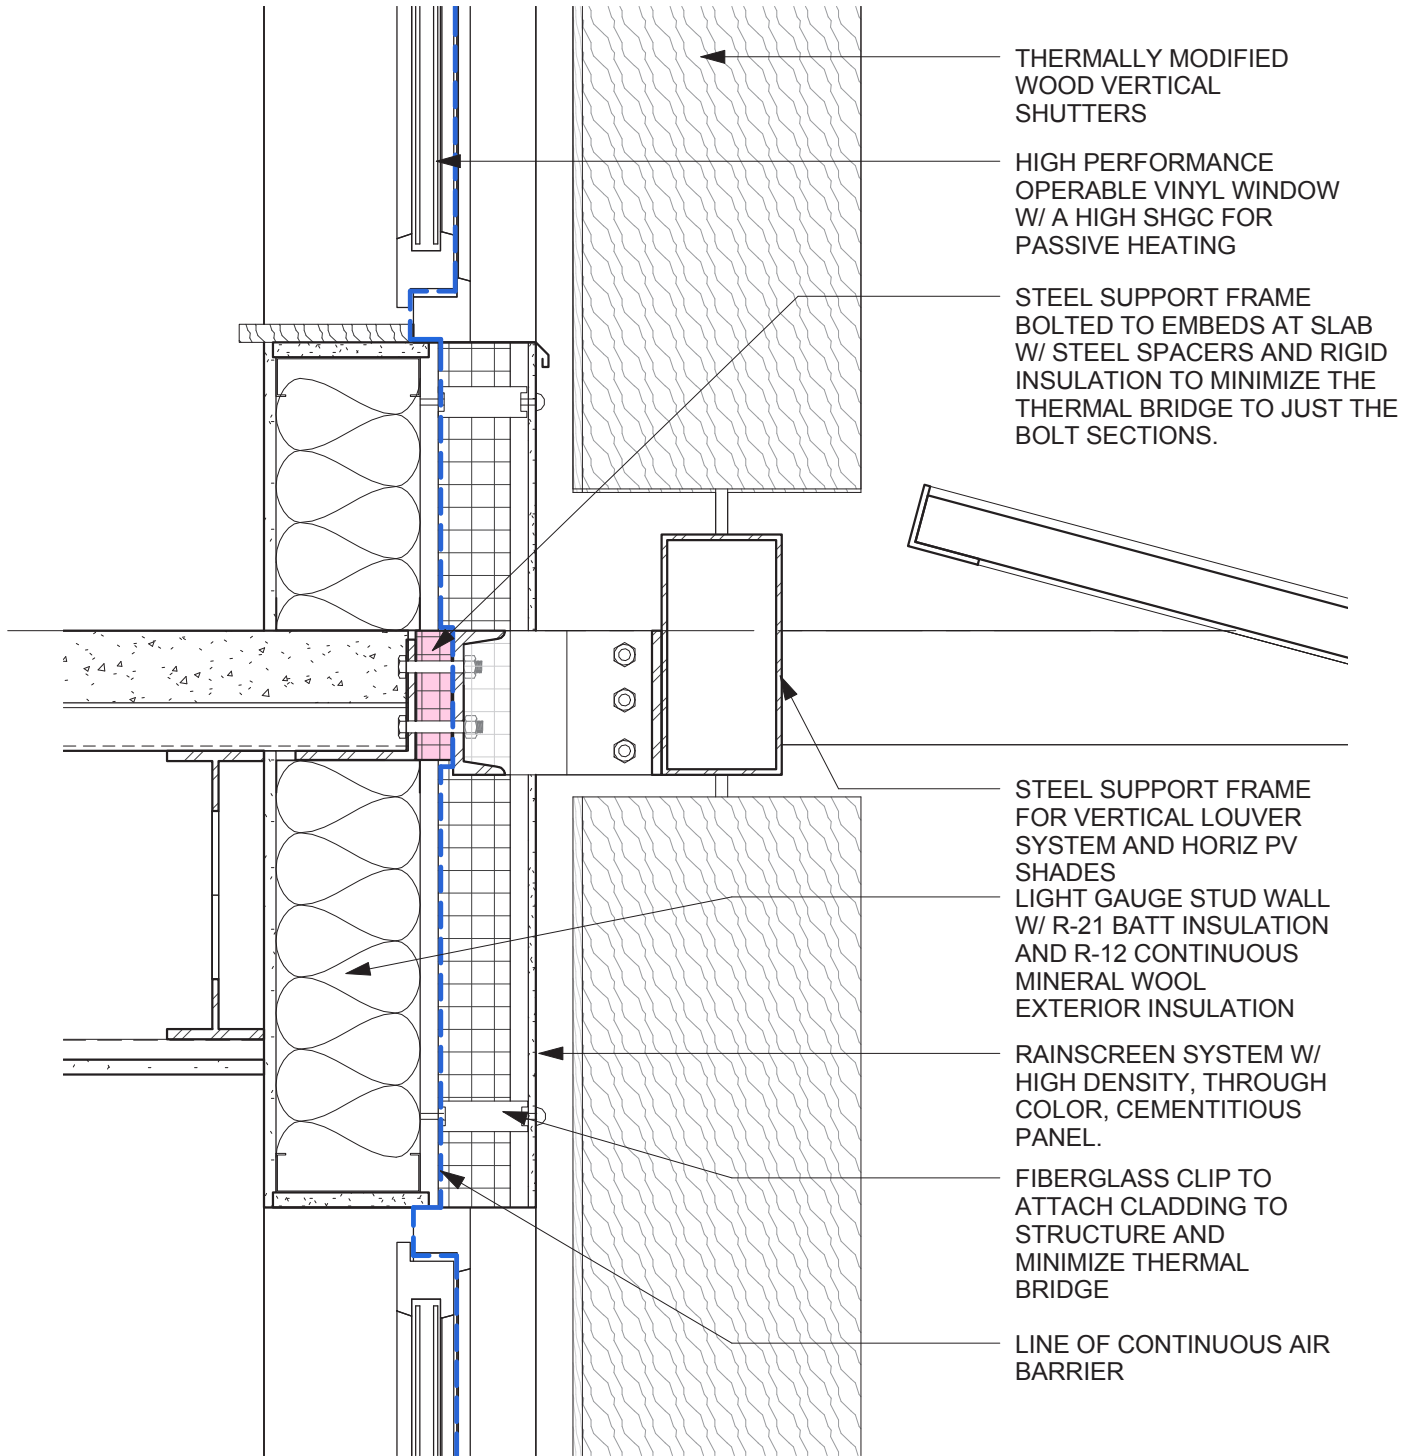 THERMALLY MODIFIED
WOOD VERTICAL
SHUTTERS
HIGH PERFORMANCE
OPERABLE VINYL WINDOW
W/ A HIGH SHGC FOR
PASSIVE HEATING
STEEL SUPPORT FRAME
BOLTED TO EMBEDS AT SLAB
W/ STEEL SPACERS AND RIGID
INSULATION TO MINIMIZE THE
THERMAL BRIDGE TO JUST THE
BOLT SECTIONS.
STEEL SUPPORT FRAME
FOR VERTICAL LOUVER
SYSTEM AND HORIZ PV
SHADES
LIGHT GAUGE STUD WALL
W/ R-21 BATT INSULATION
AND R-12 CONTINUOUS
MINERAL WOOL
EXTERIOR INSULATION
RAINSCREEN SYSTEM W/
HIGH DENSITY, THROUGH
COLOR, CEMENTITIOUS
PANEL.
FIBERGLASS CLIP TO
ATTACH CLADDING TO
STRUCTURE AND
MINIMIZE THERMAL
BRIDGE
LINE OF CONTINUOUS AIR
BARRIER